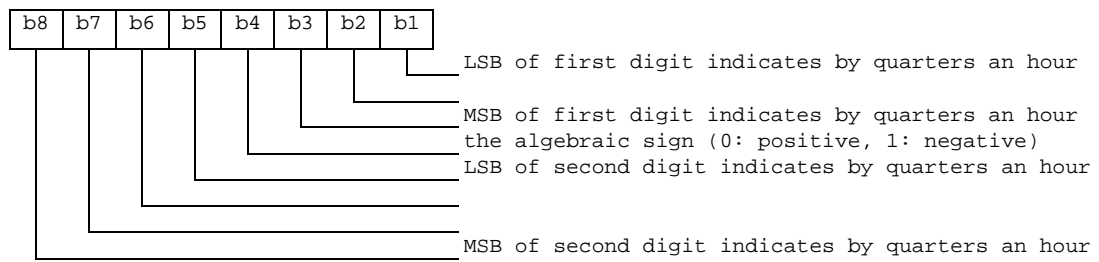 b8 b7 b6 b5 b4 b3 b2 b1
LSB of first digit indicates by quarters an hour
MSB of first digit indicates by quarters an hour
the algebraic sign (0: positive, 1: negative)
LSB of second digit indicates by quarters an hour
MSB of second digit indicates by quarters an hour